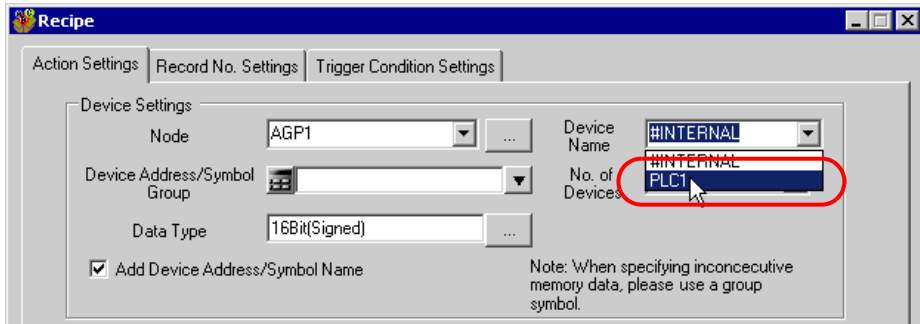 Recipe
Action Settings Record No. Settings Trigger Condition Settings
Device Settings
Node AGP1 ... Device Name #INTERNAL
#INTERNAL
Device Address/Symbol Group No. of Devices PLC1
Data Type 16Bit(Signed) ...
Add Device Address/Symbol Name
Note: When specifying inconcecutive
memory data, please use a group
symbol.